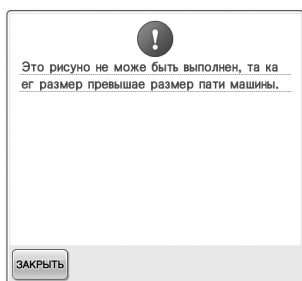 Это рисуно не може быть выполнен, та ка
ег размер превышае размер пати машины.
ЗАКРЫТЬ